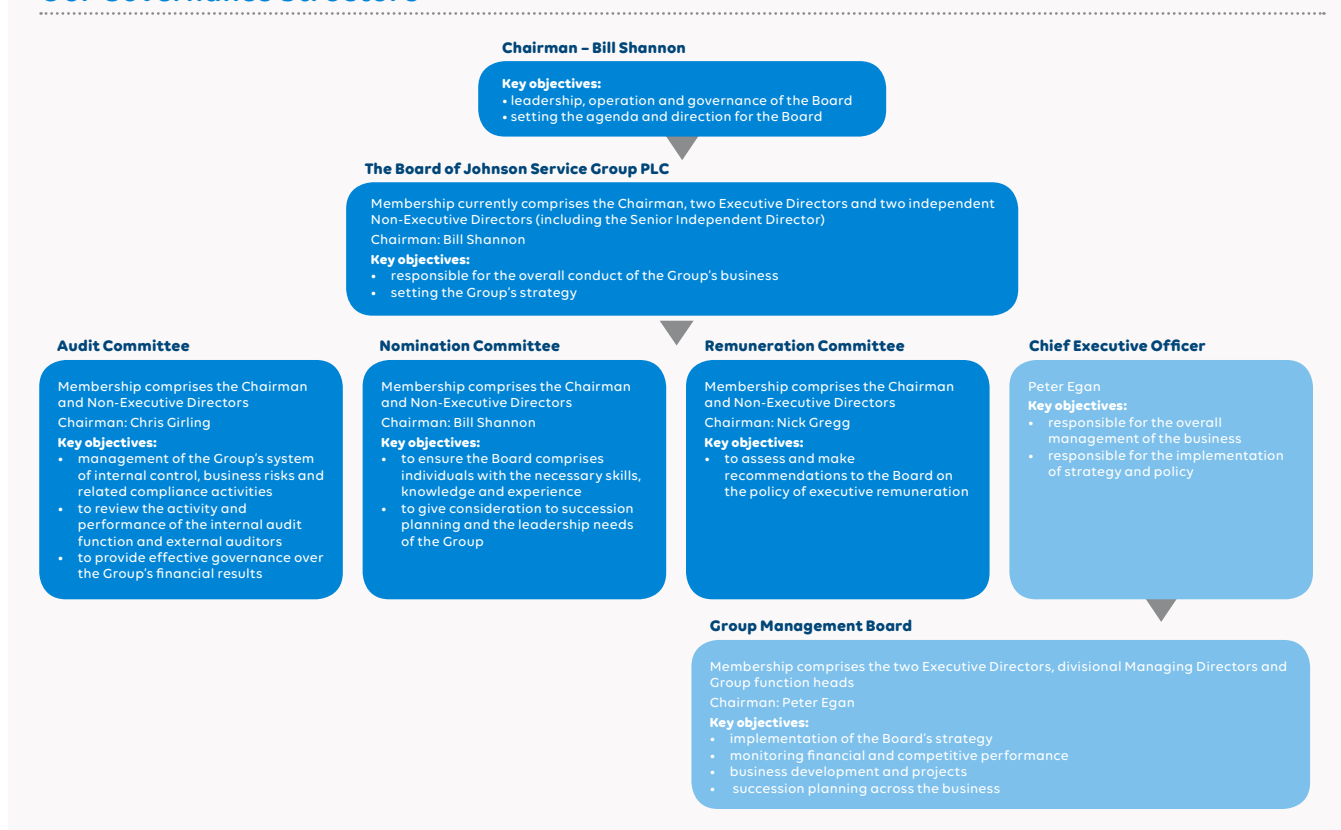 Our Governance Structure
Chairman – Bill Shannon
Key objectives:
• leadership, operation and governance of the Board
• setting the agenda and direction for the Board
The Board of Johnson Service Group PLC
Membership currently comprises the Chairman, two Executive Directors and two independent
Non-Executive Directors (including the Senior Independent Director)
Chairman: Bill Shannon
Key objectives:
• responsible for the overall conduct of the Group's business
• setting the Group's strategy
Audit Committee
Membership comprises the Chairman
and Non-Executive Directors
Chairman: Chris Girling
Key objectives:
• management of the Group's system
of internal control, business risks and
related compliance activities
• to review the activity and
performance of the internal audit
function and external auditors
• to provide effective governance over
the Group's financial results
Nomination Committee
Membership comprises the Chairman
and Non-Executive Directors
Chairman: Bill Shannon
Key objectives:
• to ensure the Board comprises
individuals with the necessary skills,
knowledge and experience
• to give consideration to succession
planning and the leadership needs
of the Group
Remuneration Committee
Membership comprises the Chairman
and Non-Executive Directors
Chairman: Nick Gregg
Key objectives:
• to assess and make
recommendations to the Board on
the policy of executive remuneration
Chief Executive Officer
Peter Egan
Key objectives:
• responsible for the overall
management of the business
• responsible for the implementation
of strategy and policy
Group Management Board
Membership comprises the two Executive Directors, divisional Managing Directors and
Group function heads
Chairman: Peter Egan
Key objectives:
• implementation of the Board's strategy
• monitoring financial and competitive performance
• business development and projects
• succession planning across the business